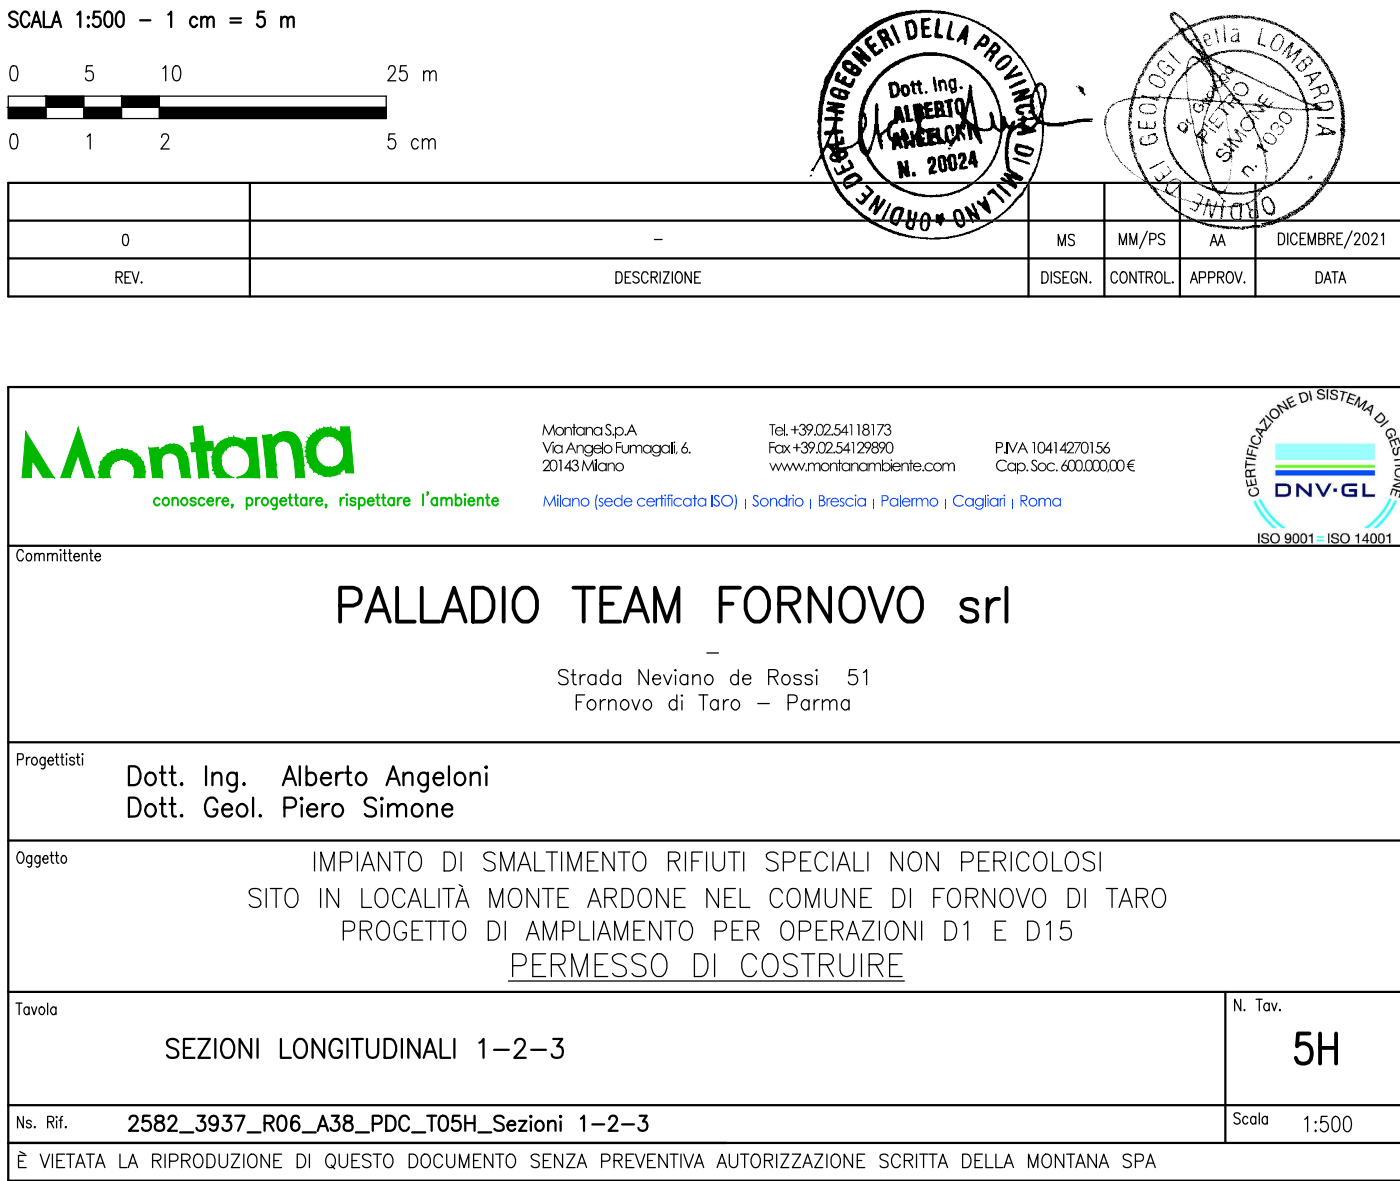 SCALA 1:500 – 1 cm = 5 m
0 5 10 25 m
0 1 2 5 cm
ORDINE DEGLI INGEGNERI DELLA PROVINCIA DI MILANO
Dott. Ing.
ALBERTO
ANGELONI
N. 20024
ORDINE DEI GEOLOGI della LOMBARDIA
PIETRO
SIMONE
n. 1030
0 – MS MM/PS AA DICEMBRE/2021
REV. DESCRIZIONE DISEGN. CONTROL. APPROV. DATA
Montana
conoscere, progettare, rispettare l'ambiente
Montana S.p.A
Via Angelo Fumagalli, 6.
20143 Milano
Tel. +39.02.54118173
Fax +39.02.54129890
www.montanambiente.com
P.IVA 10414270156
Cap. Soc. 600.000,00 €
Milano (sede certificata ISO) | Sondrio | Brescia | Palermo | Cagliari | Roma
CERTIFICAZIONE DI SISTEMA DI GESTIONE
DNV·GL
ISO 9001 = ISO 14001
Committente
PALLADIO TEAM FORNOVO srl
–
Strada Neviano de Rossi 51
Fornovo di Taro – Parma
Progettisti
Dott. Ing. Alberto Angeloni
Dott. Geol. Piero Simone
Oggetto
IMPIANTO DI SMALTIMENTO RIFIUTI SPECIALI NON PERICOLOSI
SITO IN LOCALITÀ MONTE ARDONE NEL COMUNE DI FORNOVO DI TARO
PROGETTO DI AMPLIAMENTO PER OPERAZIONI D1 E D15
PERMESSO DI COSTRUIRE
Tavola
SEZIONI LONGITUDINALI 1–2–3
N. Tav.
5H
Ns. Rif. 2582_3937_R06_A38_PDC_T05H_Sezioni 1–2–3
Scala 1:500
È VIETATA LA RIPRODUZIONE DI QUESTO DOCUMENTO SENZA PREVENTIVA AUTORIZZAZIONE SCRITTA DELLA MONTANA SPA